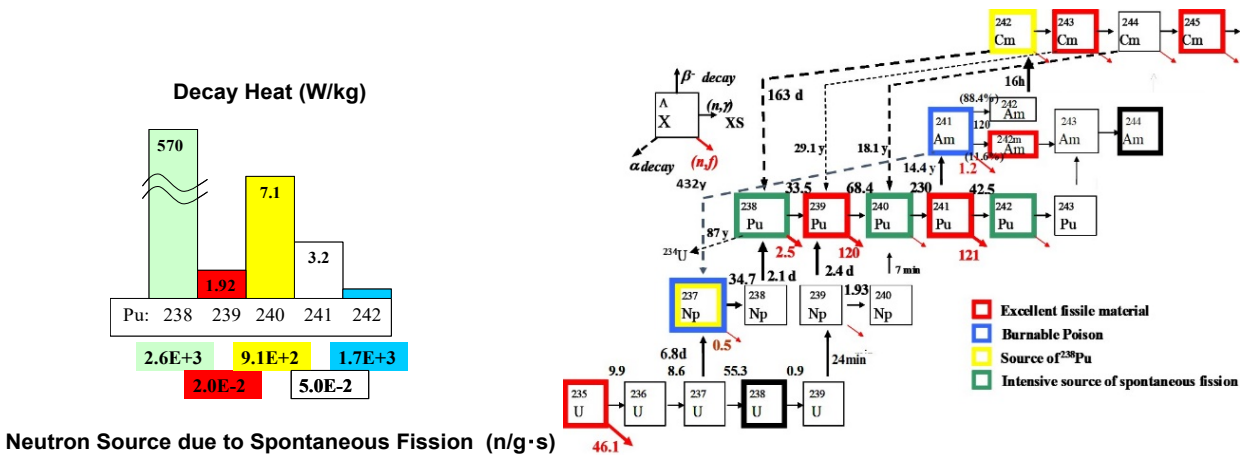 Decay Heat (W/kg)
570
7.1
3.2
1.92
Pu: 238 239 240 241 242
2.6E+3 9.1E+2 1.7E+3
2.0E-2 5.0E-2
Neutron Source due to Spontaneous Fission (n/g·s)
β- decay
A
X
(n,γ)
XS
α decay
(n,f)
242 Cm
243 Cm
244 Cm
245 Cm
163 d
29.1 y
18.1 y
16h
(88.4%)
242 Am
241 Am
120
242m Am
(11.6%)
1.2
243 Am
244 Am
432y
14.4 y
33.5
68.4
230
42.5
238 Pu
239 Pu
240 Pu
241 Pu
242 Pu
243 Pu
87 y
234U
2.5
120
121
34.7
2.1 d
2.4 d
7 min
1.93
237 Np
238 Np
239 Np
240 Np
0.5
6.8d
24min
9.9
8.6
55.3
0.9
235 U
236 U
237 U
238 U
239 U
46.1
Excellent fissile material
Burnable Poison
Source of 238Pu
Intensive source of spontaneous fission